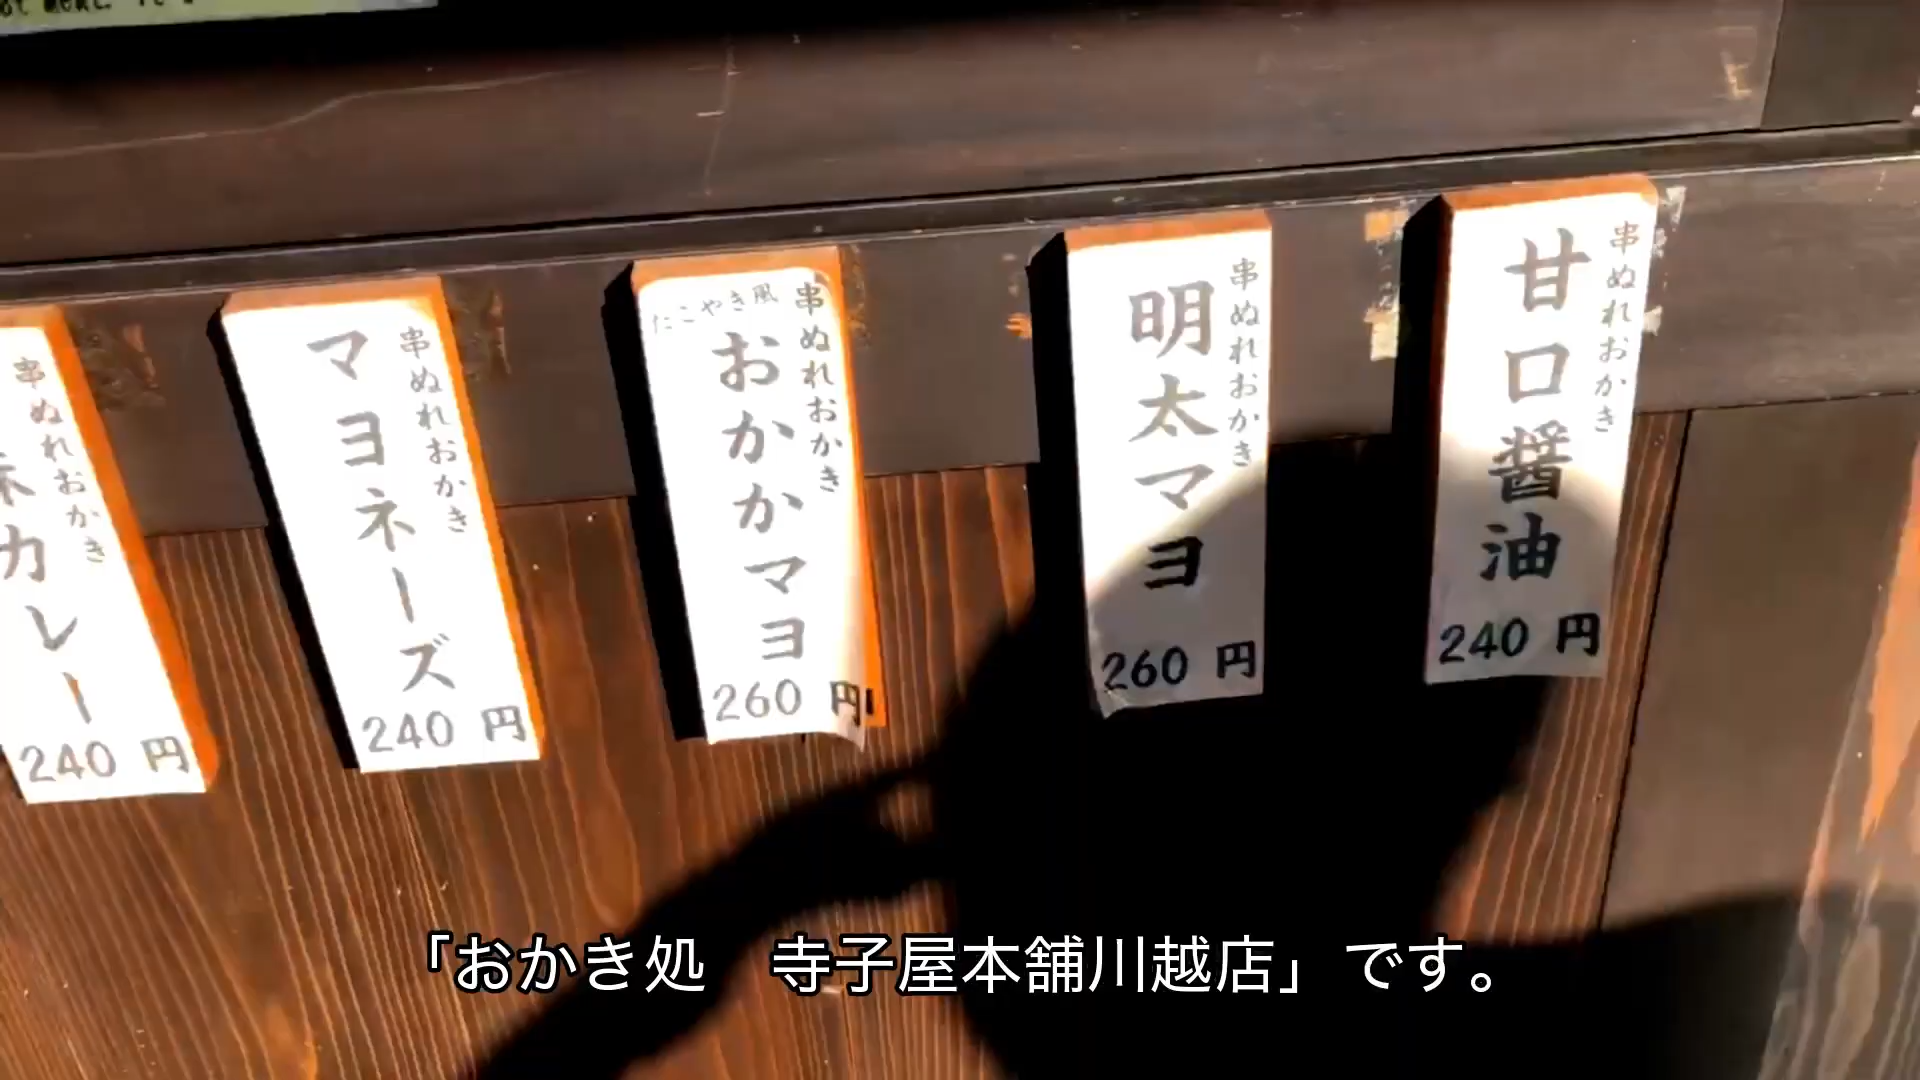 串ぬれおかき
甘口醤油
240 円
串ぬれおかき
明太マヨ
260 円
串ぬれおかき
たこやき風
おかかマヨ
260 円
串ぬれおかき
マヨネーズ
240 円
串ぬれおかき
味カレー
240 円
「おかき処 寺子屋本舗川越店」です。